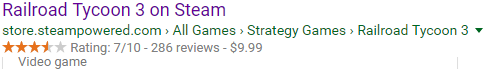 Railroad Tycoon 3 on Steam
store.steampowered.com › All Games › Strategy Games › Railroad Tycoon 3
Rating: 7/10 - 286 reviews - $9.99
Video game